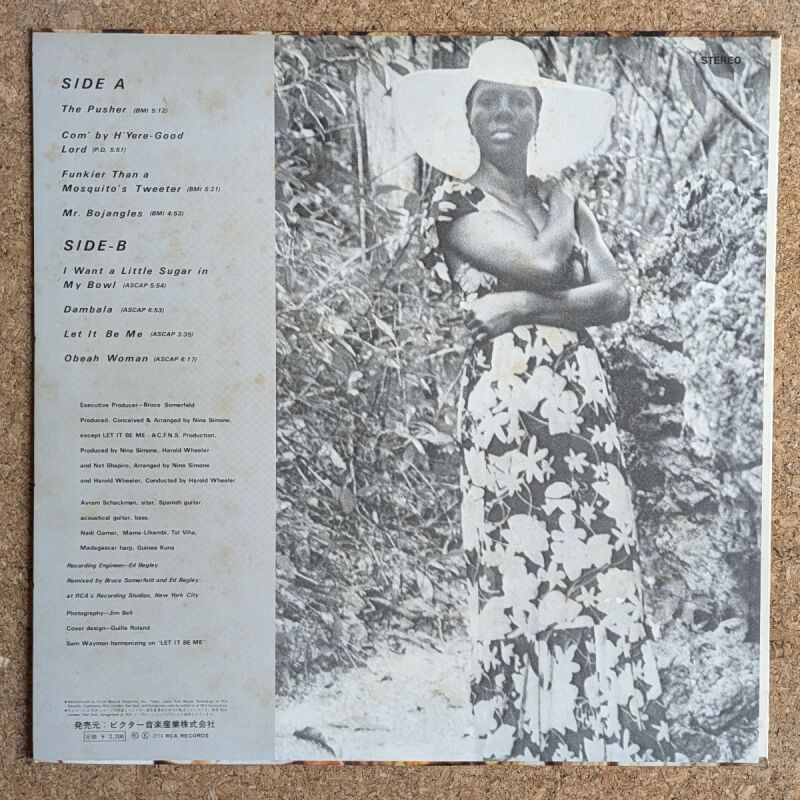 STEREO
SIDE A
The Pusher (BMI 5:12)
Com' by H'Yere-Good
Lord (P.D. 5:51)
Funkier Than a
Mosquito's Tweeter (BMI 5:21)
Mr. Bojangles (BMI 4:53)
SIDE-B
I Want a Little Sugar in
My Bowl (ASCAP 5:54)
Dambala (ASCAP 6:53)
Let It Be Me (ASCAP 3:35)
Obeah Woman (ASCAP 6:17)
Executive Producer—Bruce Somerfeld
Produced, Conceived & Arranged by Nina Simone,
except LET IT BE ME - A.C.F.N.S. Production,
Produced by Nina Simone, Harold Wheeler
and Nat Shapiro, Arranged by Nina Simone
and Harold Wheeler, Conducted by Harold Wheeler
Avram Schackman, sitar, Spanish guitar,
acoustical guitar, bass.
Nadi Qamar, Mama-Likembi, Tal Viha,
Madagascar harp, Guinee Kuna
Recording Engineer—Ed Begley
Remixed by Bruce Somerfeld and Ed Begley
at RCA's Recording Studios, New York City
Photography—Jim Bell
Cover design—Guille Roland
Sam Waymon harmonizing on "LET IT BE ME"
発売元：ビクター音楽産業株式会社
定価 ¥ 2,200 Ⓗ Ⓚ RCA RECORDS